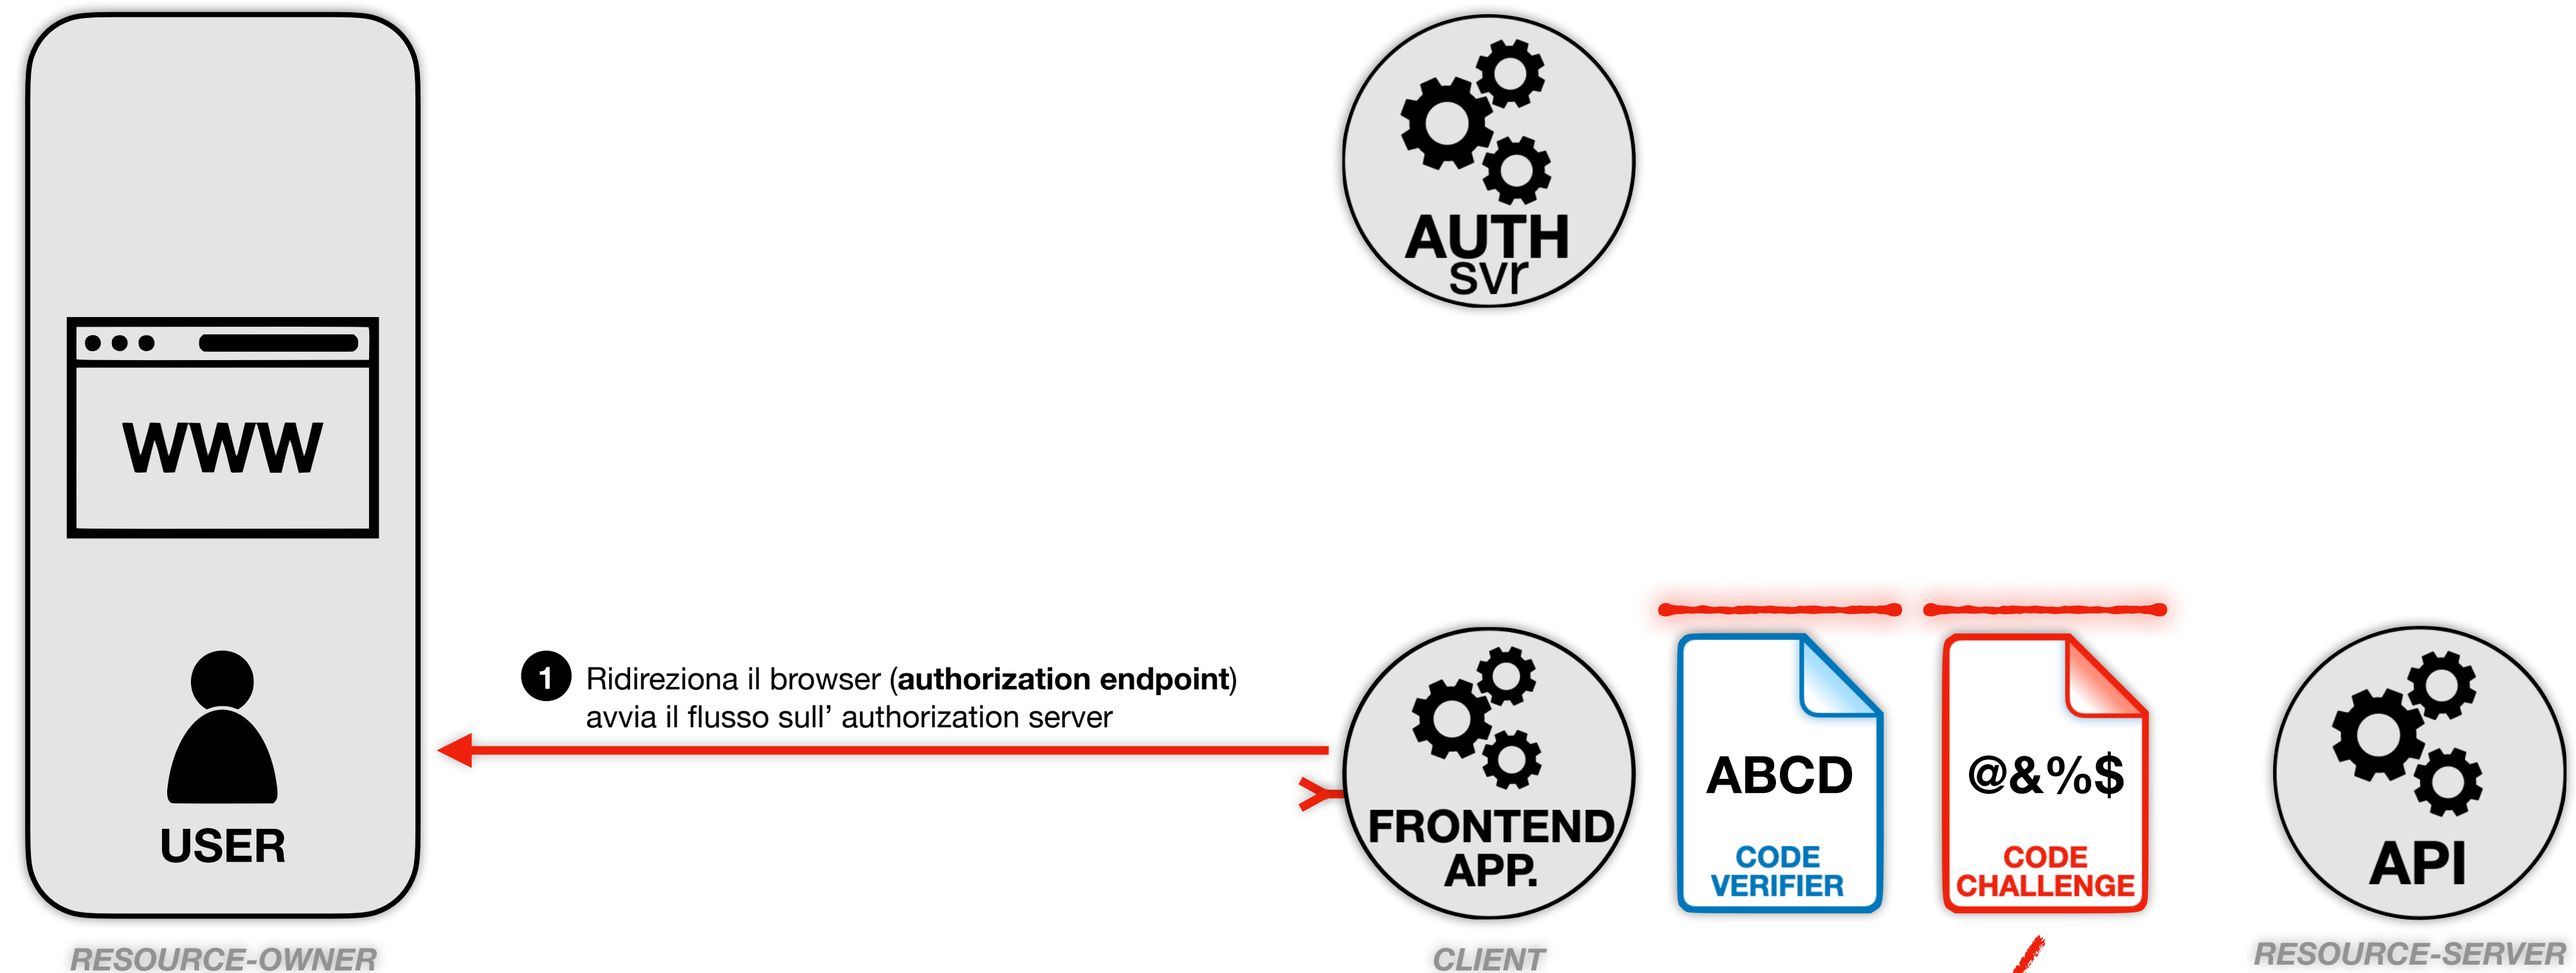 AUTH
svr
WWW
USER
RESOURCE-OWNER
1 Ridireziona il browser (authorization endpoint)
avvia il flusso sull’ authorization server
FRONTEND
APP.
CLIENT
ABCD
CODE
VERIFIER
@&%$
CODE
CHALLENGE
API
RESOURCE-SERVER